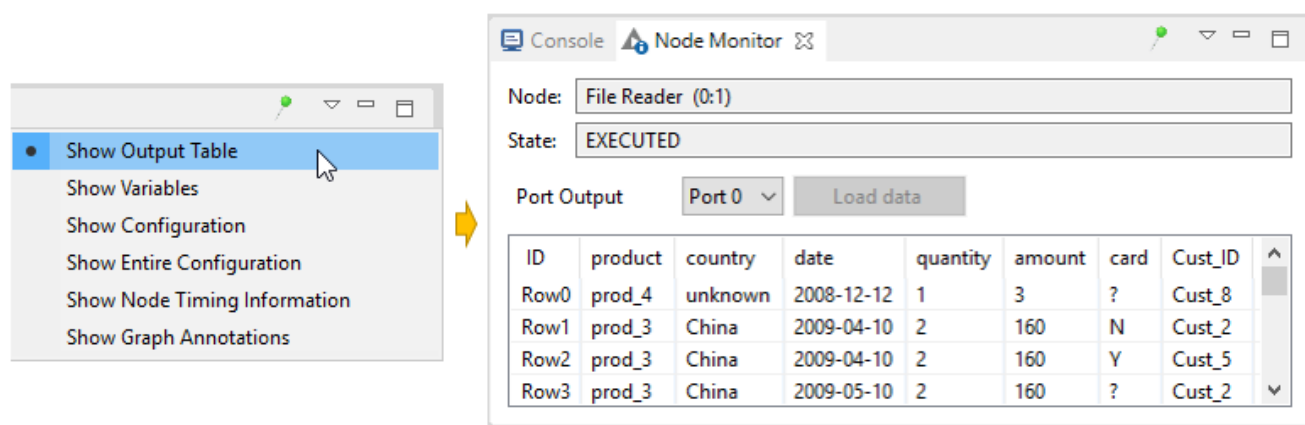 Show Output Table
Show Variables
Show Configuration
Show Entire Configuration
Show Node Timing Information
Show Graph Annotations
Console Node Monitor
Node: File Reader (0:1)
State: EXECUTED
Port Output Port 0 Load data
ID product country date quantity amount card Cust_ID
Row0 prod_4 unknown 2008-12-12 1 3 ? Cust_8
Row1 prod_3 China 2009-04-10 2 160 N Cust_2
Row2 prod_3 China 2009-04-10 2 160 Y Cust_5
Row3 prod_3 China 2009-05-10 2 160 ? Cust_2